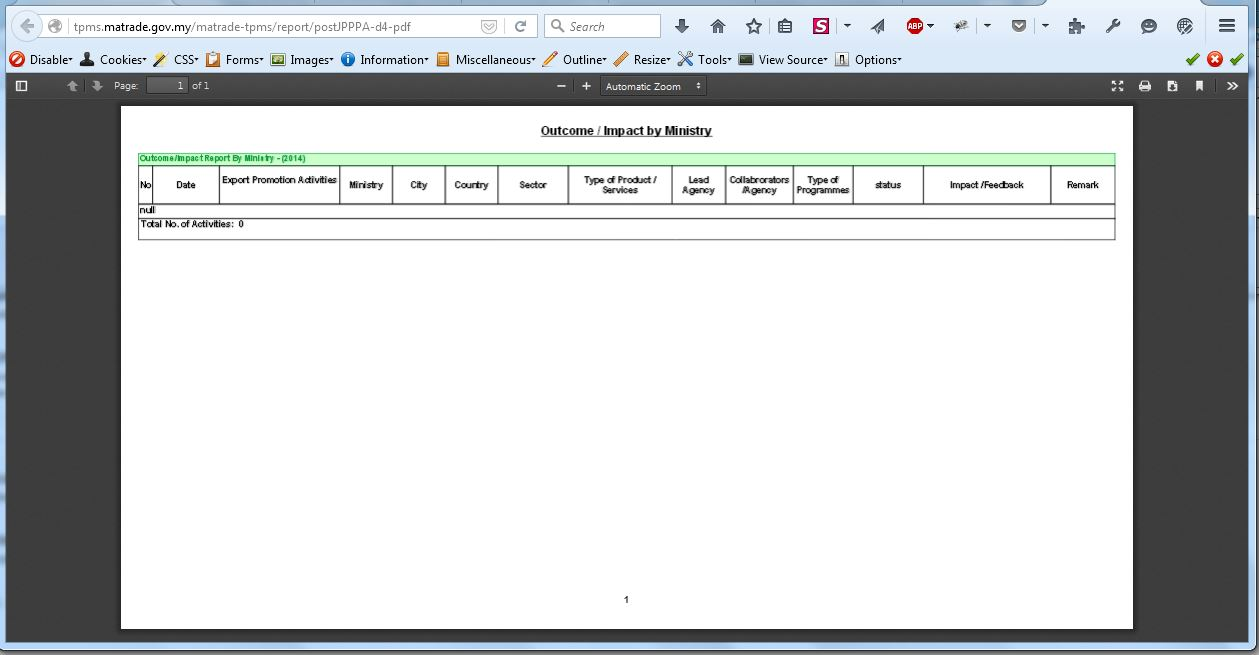 tpms.matrade.gov.my/matrade-tpms/report/postJPPPA-d4-pdf Search S ABP
Disable Cookies CSS Forms Images i Information Miscellaneous Outline Resize Tools View Source Options
Page: 1 of 1 Automatic Zoom
Outcome / Impact by Ministry
Outcome/Impact Report By Ministry - (2014)
No Date Export Promotion Activities Ministry City Country Sector Type of Product / Services Lead Agency Collabrorators /Agency Type of Programmes status Impact /Feedback Remark
null
Total No. of Activities: 0
1